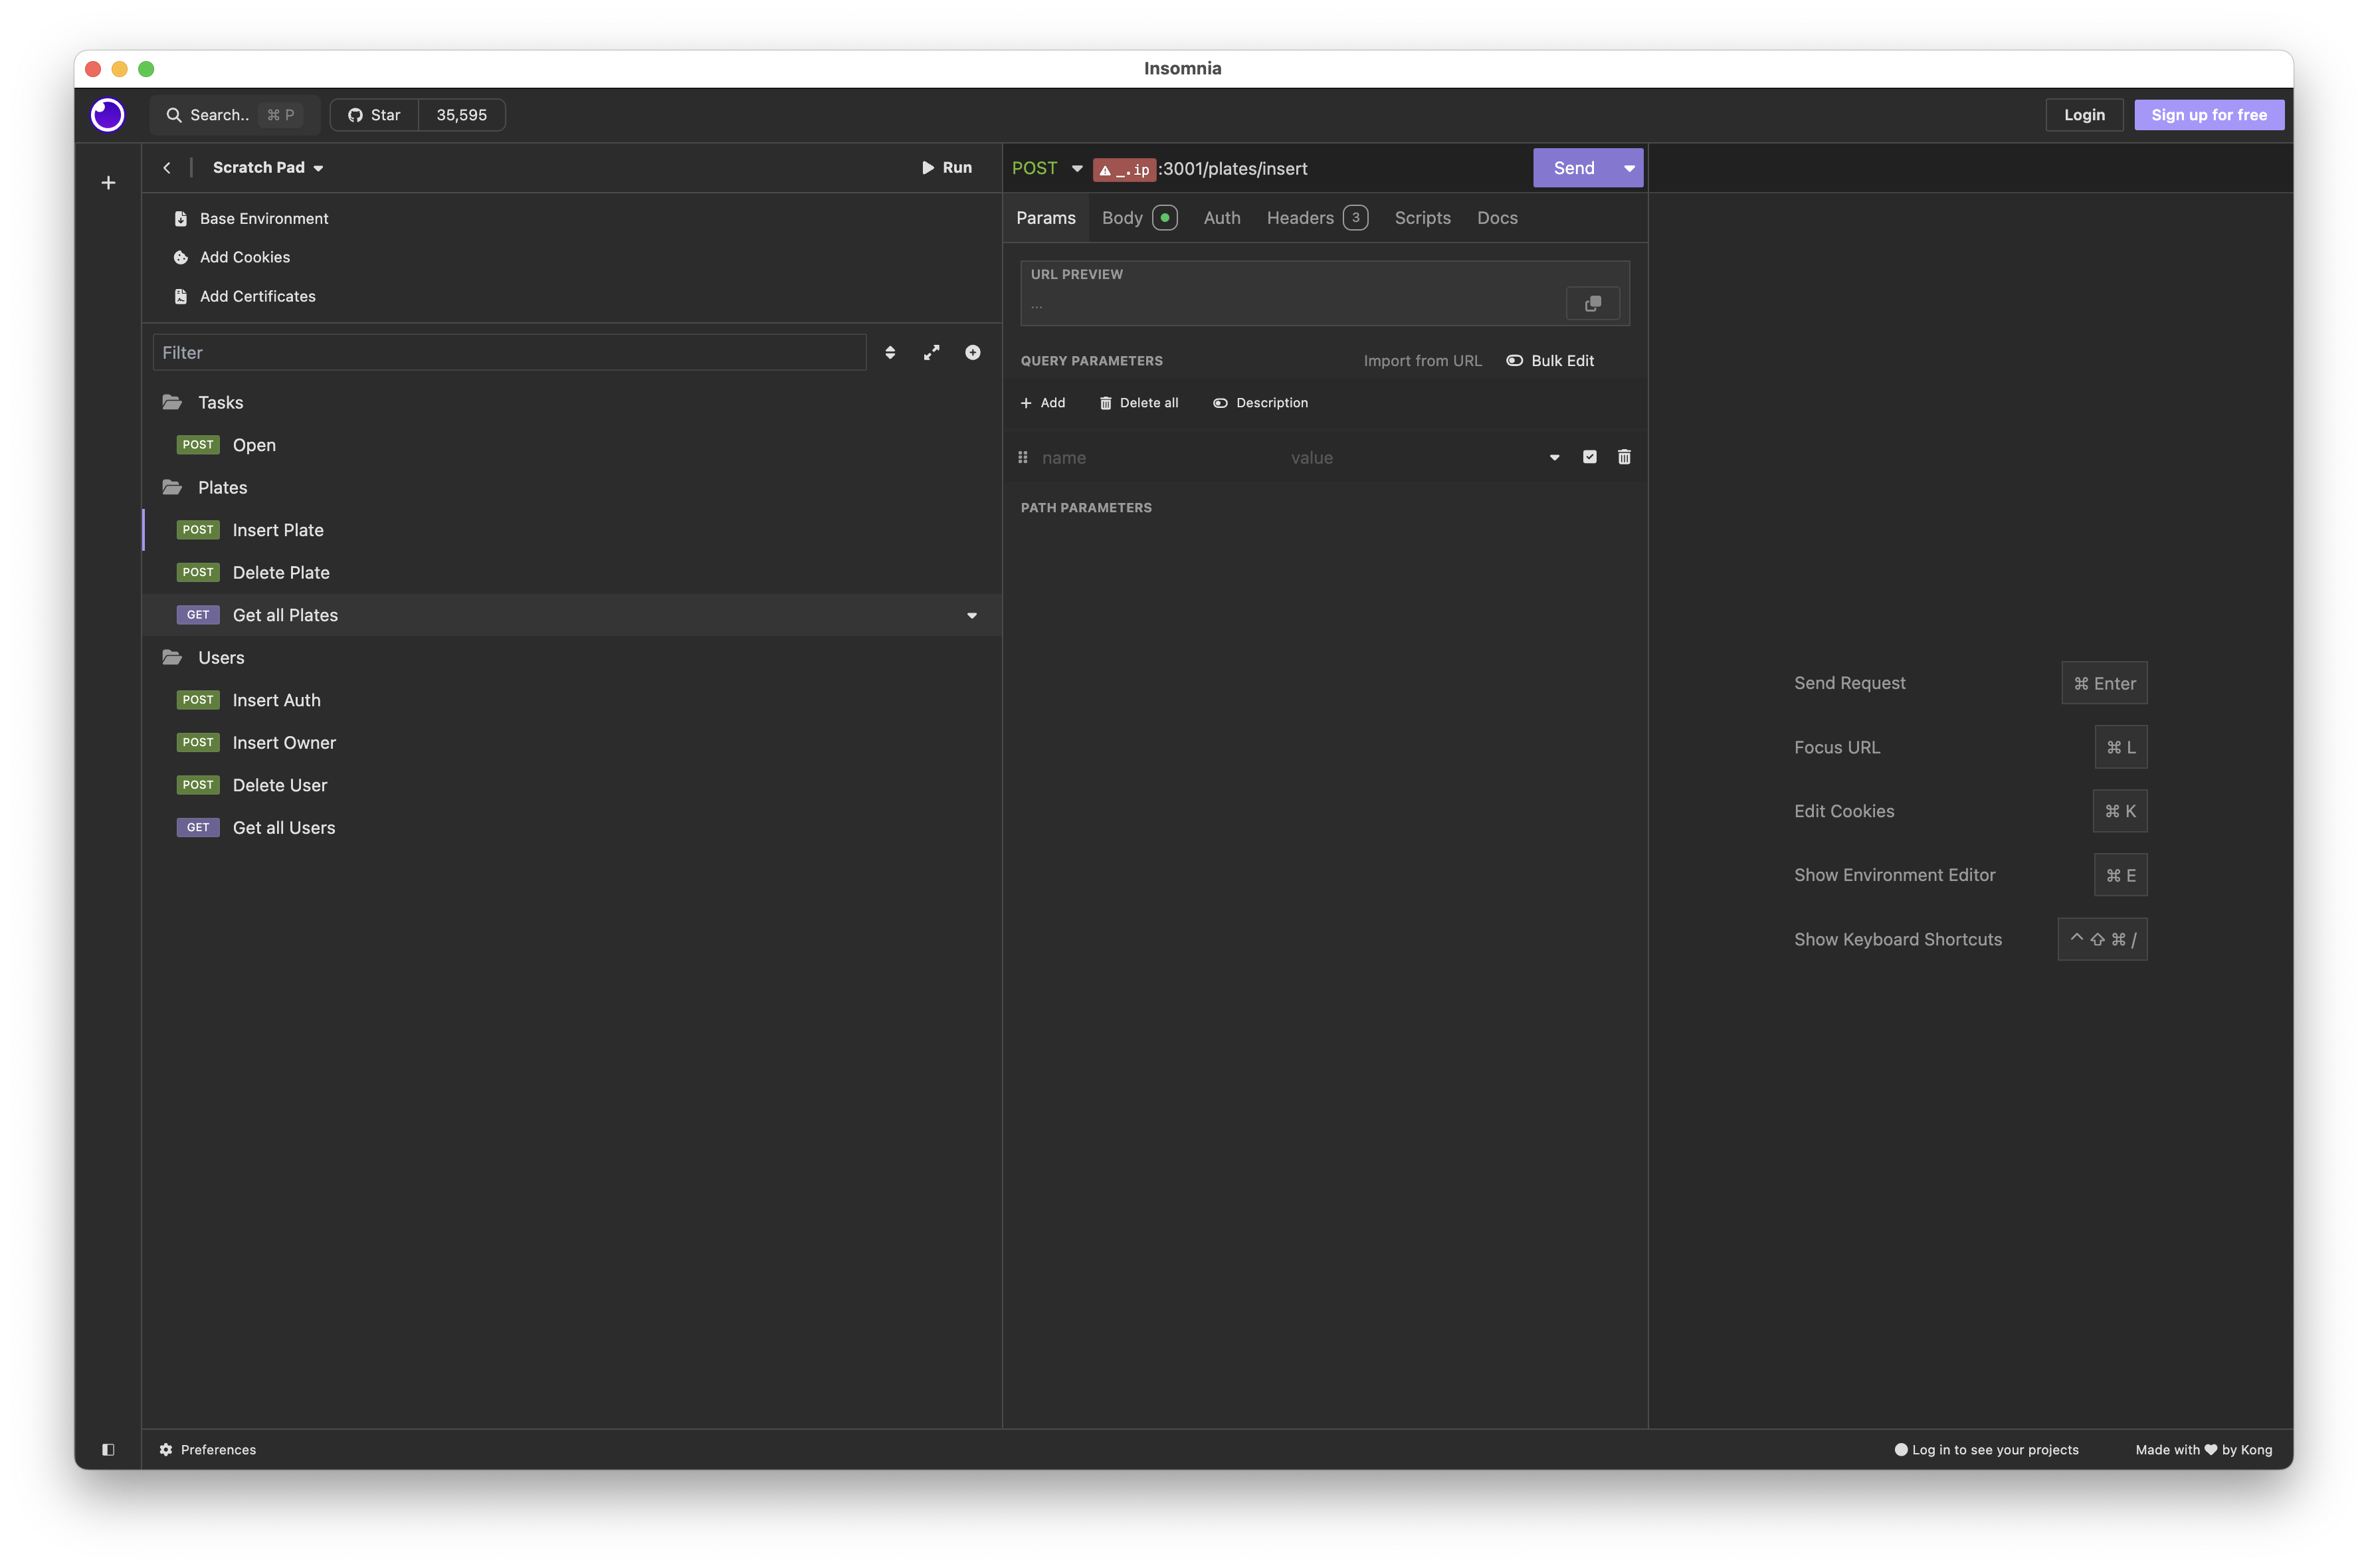 Insomnia
Search.. ⌘ P
Star 35,595
Login
Sign up for free
Scratch Pad
Run
Base Environment
Add Cookies
Add Certificates
Filter
Tasks
POST Open
Plates
POST Insert Plate
POST Delete Plate
GET Get all Plates
Users
POST Insert Auth
POST Insert Owner
POST Delete User
GET Get all Users
Preferences
POST _.ip :3001/plates/insert
Send
Params Body Auth Headers 3 Scripts Docs
URL PREVIEW
...
QUERY PARAMETERS Import from URL Bulk Edit
+ Add Delete all Description
name value
PATH PARAMETERS
Send Request ⌘ Enter
Focus URL ⌘ L
Edit Cookies ⌘ K
Show Environment Editor ⌘ E
Show Keyboard Shortcuts ^ ⇧ ⌘ /
Log in to see your projects
Made with ♥ by Kong